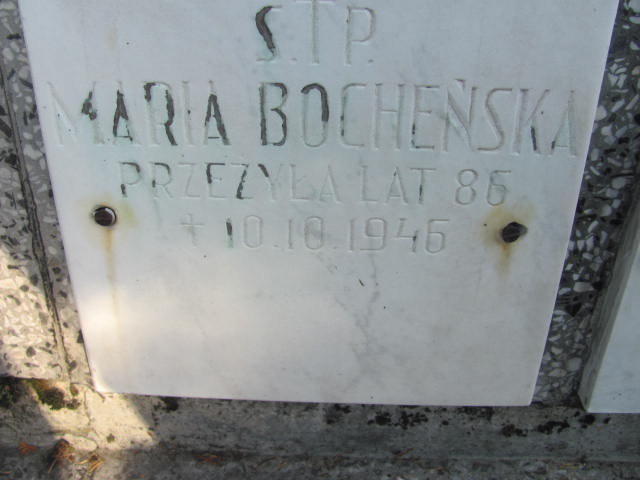 Ś.†P.
MARIA BOCHEŃSKA
PRZEŻYŁA LAT 86
† 10.10.1946